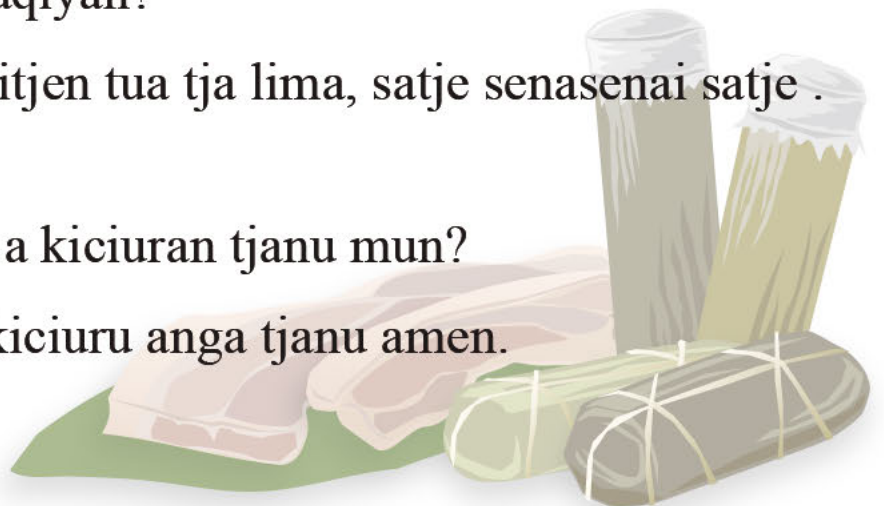 itjen tua tja lima, satje senasenai satje .
a kiciuran tjanu mun?
kiciuru anga tjanu amen.